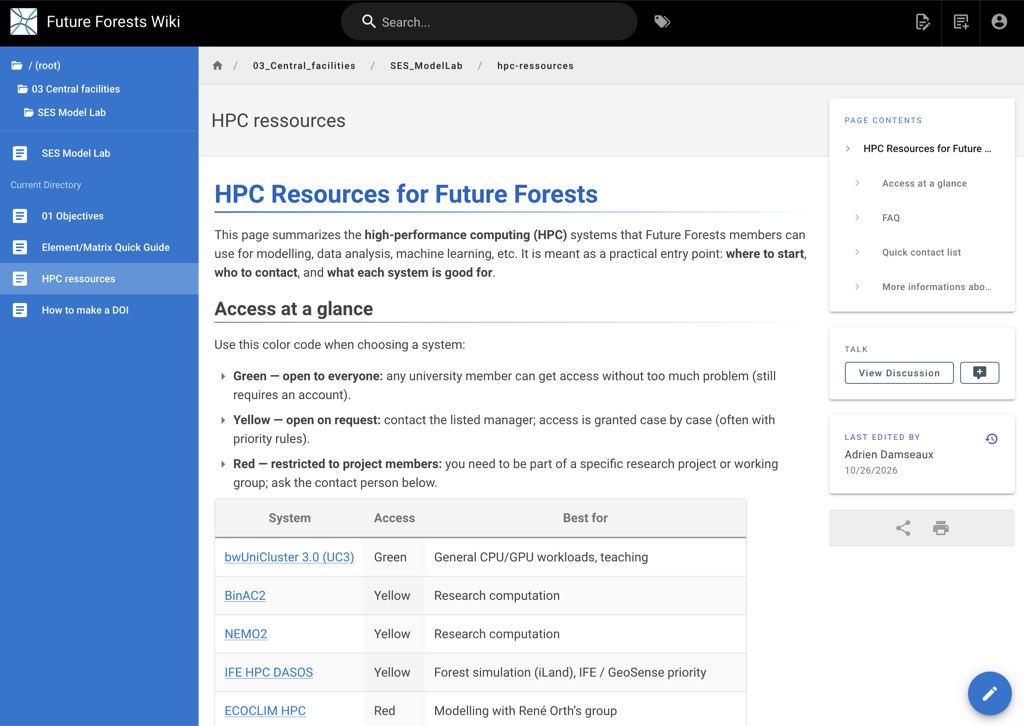 Future Forests Wiki
Search...
/ (root)
03 Central facilities
SES Model Lab
SES Model Lab
Current Directory
01 Objectives
Element/Matrix Quick Guide
HPC ressources
How to make a DOI
/ 03_Central_facilities / SES_ModelLab / hpc-ressources
HPC ressources
HPC Resources for Future Forests
This page summarizes the high-performance computing (HPC) systems that Future Forests members can
use for modelling, data analysis, machine learning, etc. It is meant as a practical entry point: where to start,
who to contact, and what each system is good for.
Access at a glance
Use this color code when choosing a system:
Green — open to everyone: any university member can get access without too much problem (still
requires an account).
Yellow — open on request: contact the listed manager; access is granted case by case (often with
priority rules).
Red — restricted to project members: you need to be part of a specific research project or working
group; ask the contact person below.
System Access Best for
bwUniCluster 3.0 (UC3) Green General CPU/GPU workloads, teaching
BinAC2 Yellow Research computation
NEMO2 Yellow Research computation
IFE HPC DASOS Yellow Forest simulation (iLand), IFE / GeoSense priority
ECOCLIM HPC Red Modelling with René Orth's group
PAGE CONTENTS
HPC Resources for Future ...
Access at a glance
FAQ
Quick contact list
More informations abo...
TALK
View Discussion
LAST EDITED BY
Adrien Damseaux
10/26/2026